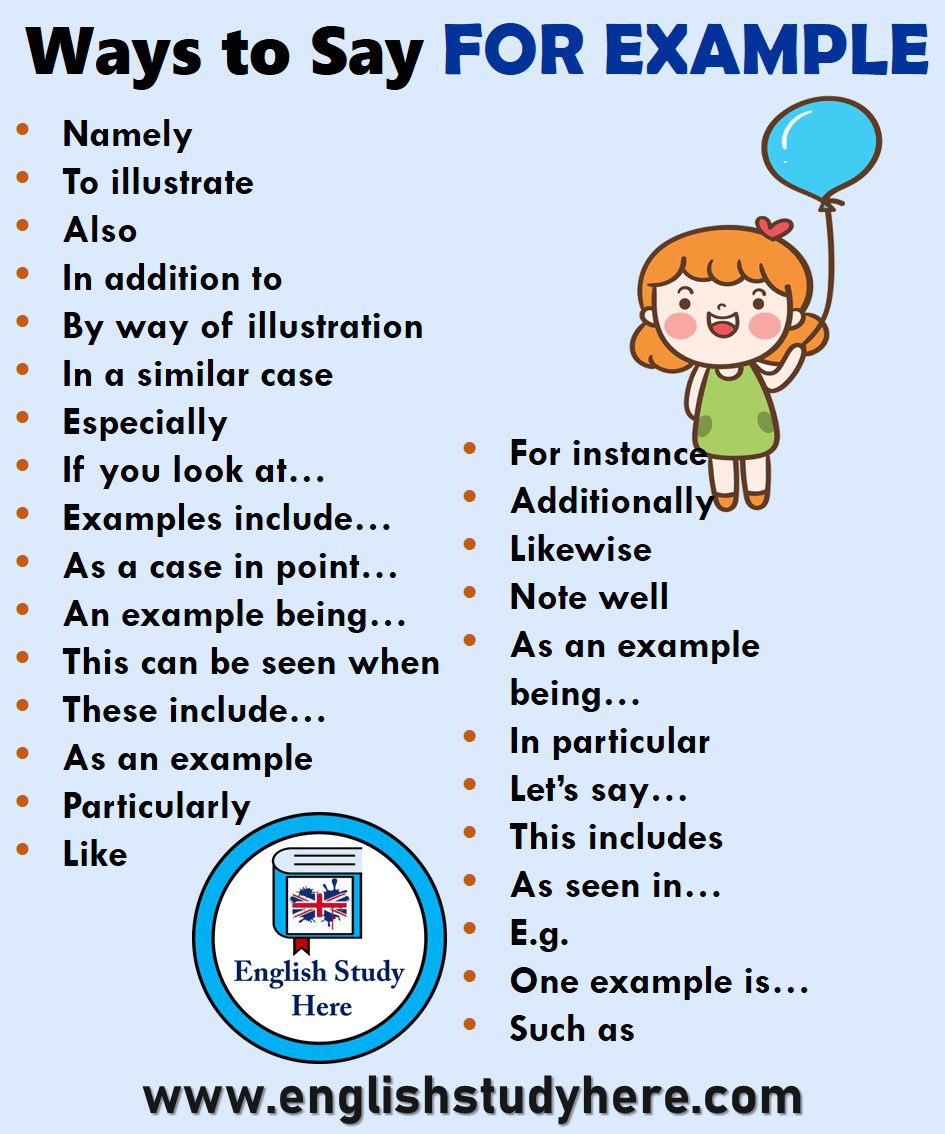 Ways to Say FOR EXAMPLE
• Namely
• To illustrate
• Also
• In addition to
• By way of illustration
• In a similar case
• Especially
• If you look at...
• Examples include...
• As a case in point...
• An example being...
• This can be seen when
• These include...
• As an example
• Particularly
• Like
• For instance
• Additionally
• Likewise
• Note well
• As an example
being...
• In particular
• Let’s say...
• This includes
• As seen in...
• E.g.
• One example is...
• Such as
English Study
Here
www.englishstudyhere.com